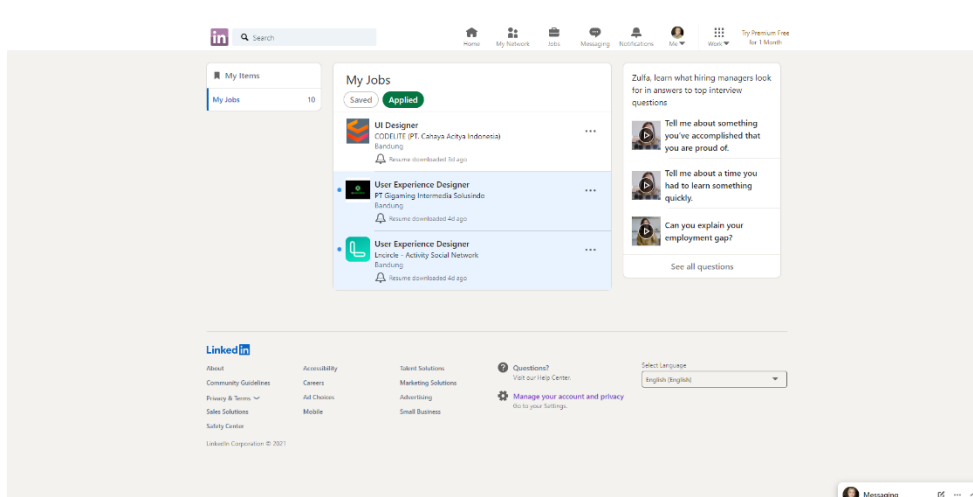 in
Search
Home
My Network
Jobs
Messaging
Notifications
Me
Work
Try Premium Free
for 1 Month
My Items
My Jobs 10
My Jobs
Saved
Applied
UI Designer
CODELITE (PT. Cahaya Acitya Indonesia)
Bandung
Resume downloaded 3d ago
User Experience Designer
PT Gigaming Intermedia Solusindo
Bandung
Resume downloaded 4d ago
User Experience Designer
Lncircle - Activity Social Network
Bandung
Resume downloaded 4d ago
Zulfa, learn what hiring managers look
for in answers to top interview
questions
Tell me about something
you've accomplished that
you are proud of.
Tell me about a time you
had to learn something
quickly.
Can you explain your
employment gap?
See all questions
Linked in
About
Community Guidelines
Privacy & Terms
Sales Solutions
Safety Center
Accessibility
Careers
Ad Choices
Mobile
Talent Solutions
Marketing Solutions
Advertising
Small Business
Questions?
Visit our Help Center.
Manage your account and privacy
Go to your Settings.
Select Language
English (English)
LinkedIn Corporation © 2021
Messaging